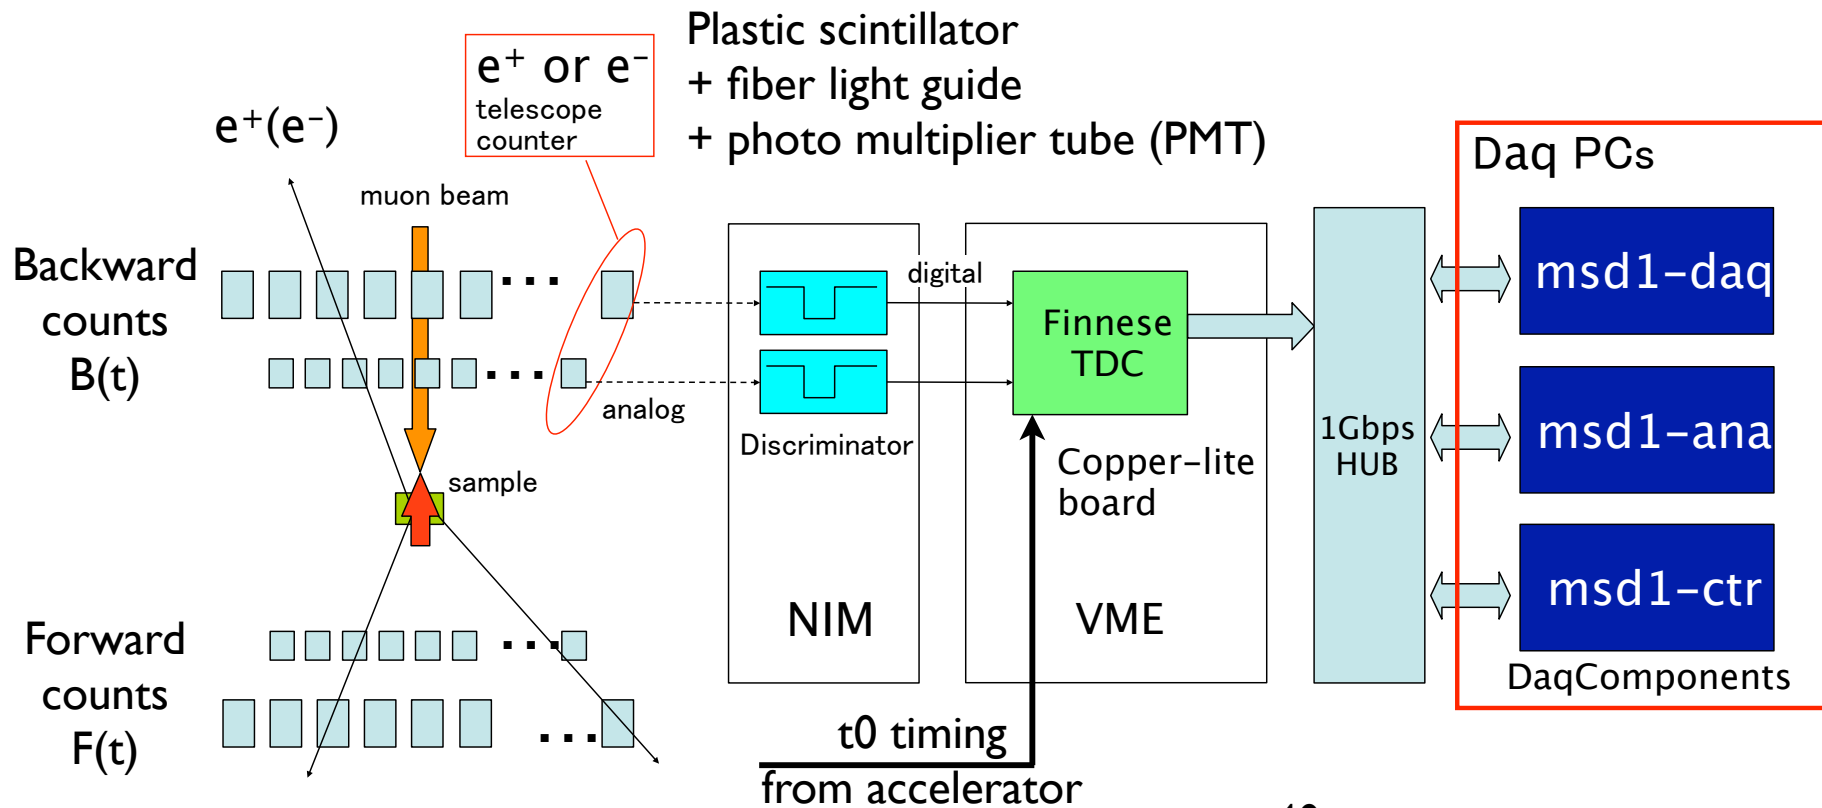 Plastic scintillator
+ fiber light guide
+ photo multiplier tube (PMT)
e⁺ or e⁻
telescope
counter
e⁺(e⁻)
muon beam
Backward
counts
B(t)
analog
sample
Forward
counts
F(t)
Discriminator
NIM
digital
Finnese
TDC
Copper-lite
board
VME
t0 timing
from accelerator
1Gbps
HUB
Daq PCs
msd1-daq
msd1-ana
msd1-ctr
DaqComponents